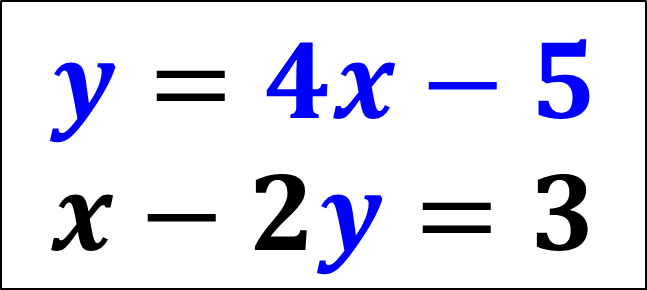 y = 4x − 5
x − 2y = 3